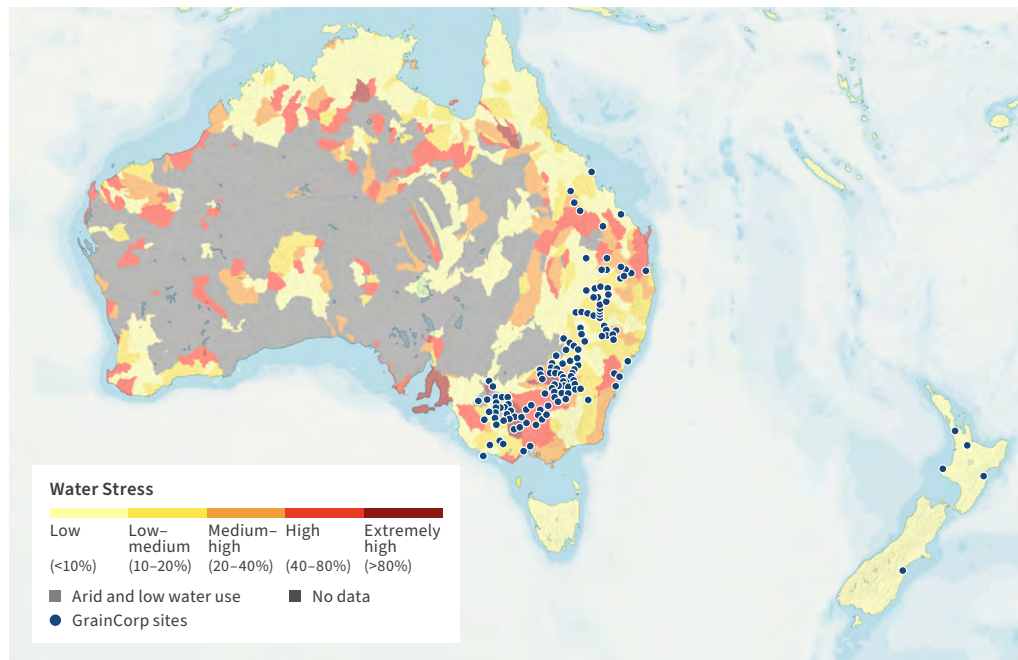 Water Stress
Low
Low–
medium
Medium–
high
High
Extremely
high
(<10%)
(10–20%)
(20–40%)
(40–80%)
(>80%)
Arid and low water use
No data
GrainCorp sites